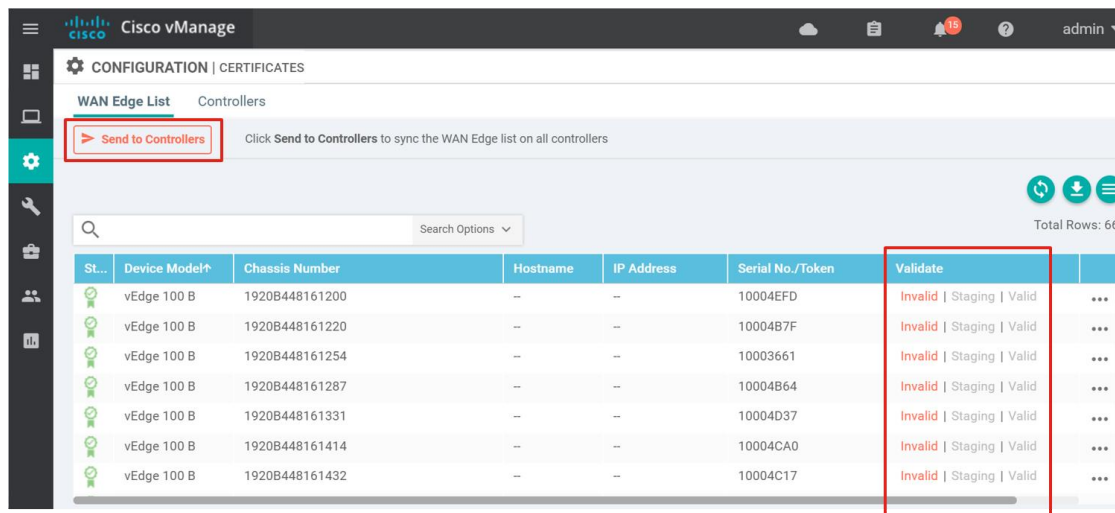 CISCO Cisco vManage 15 admin
CONFIGURATION | CERTIFICATES
WAN Edge List Controllers
Send to Controllers Click Send to Controllers to sync the WAN Edge list on all controllers
Total Rows: 66
Search Options
St... Device Model↑ Chassis Number Hostname IP Address Serial No./Token Validate
vEdge 100 B 1920B448161200 -- -- 10004EFD Invalid | Staging | Valid ...
vEdge 100 B 1920B448161220 -- -- 10004B7F Invalid | Staging | Valid ...
vEdge 100 B 1920B448161254 -- -- 10003661 Invalid | Staging | Valid ...
vEdge 100 B 1920B448161287 -- -- 10004B64 Invalid | Staging | Valid ...
vEdge 100 B 1920B448161331 -- -- 10004D37 Invalid | Staging | Valid ...
vEdge 100 B 1920B448161414 -- -- 10004CA0 Invalid | Staging | Valid ...
vEdge 100 B 1920B448161432 -- -- 10004C17 Invalid | Staging | Valid ...